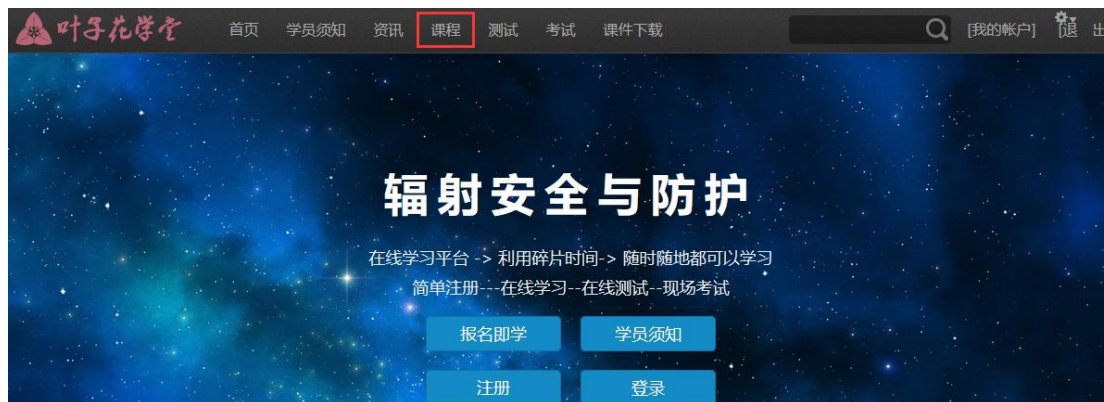 叶子花学堂 首页 学员须知 资讯 课程 测试 考试 课件下载 [我的帐户] 退 出
辐射安全与防护
在线学习平台 -> 利用碎片时间-> 随时随地都可以学习
简单注册---在线学习--在线测试--现场考试
报名即学 学员须知
注册 登录